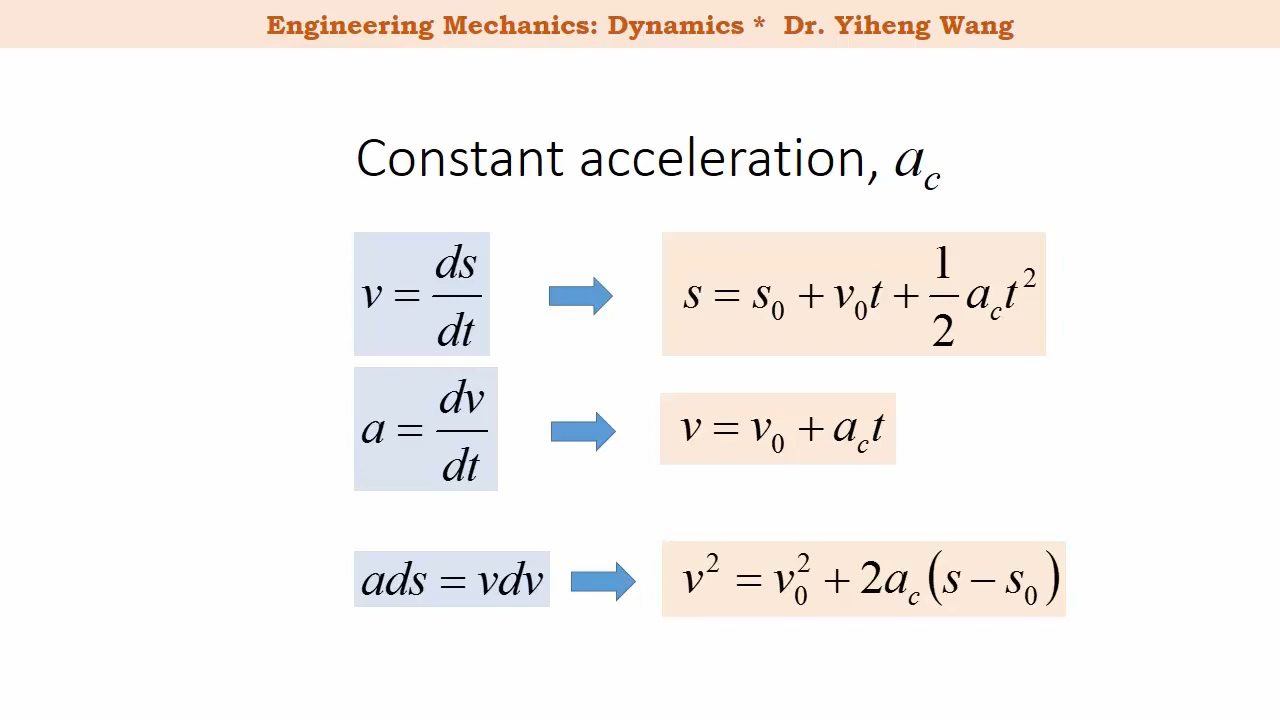 Engineering Mechanics: Dynamics * Dr. Yiheng Wang
Constant acceleration, a_c
v = ds/dt
s = s_0 + v_0 t + 1/2 a_c t^2
a = dv/dt
v = v_0 + a_c t
ads = vdv
v^2 = v_0^2 + 2a_c(s − s_0)